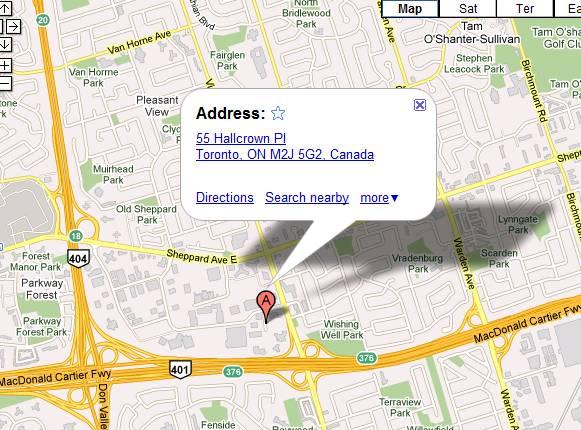 Map
Sat
Ter
20
Van Horne Ave
North
Bridlewood
Park
Tam
O'Shanter-Sullivan
Tam O'
Golf Cl
Fairglen
Park
Van Horne
Park
Stephen
Leacock Park
Birchmount Rd
Pleasant
View
Address:
55 Hallcrown Pl
Toronto, ON M2J 5G2, Canada
Directions
Search nearby
more▼
Muirhead
Park
Old Sheppard
Park
Lynngate
Park
18
404
Sheppard Ave E
Forest
Manor Park
Parkway
Forest
Vradenburg
Park
Scarden
Park
Warden Ave
A
Parkway
Forest Park
Wishing
Well Park
MacDonald Cartier Fwy
376
376
401
MacDonald Cartier Fwy
Terraview
Park
Fenside